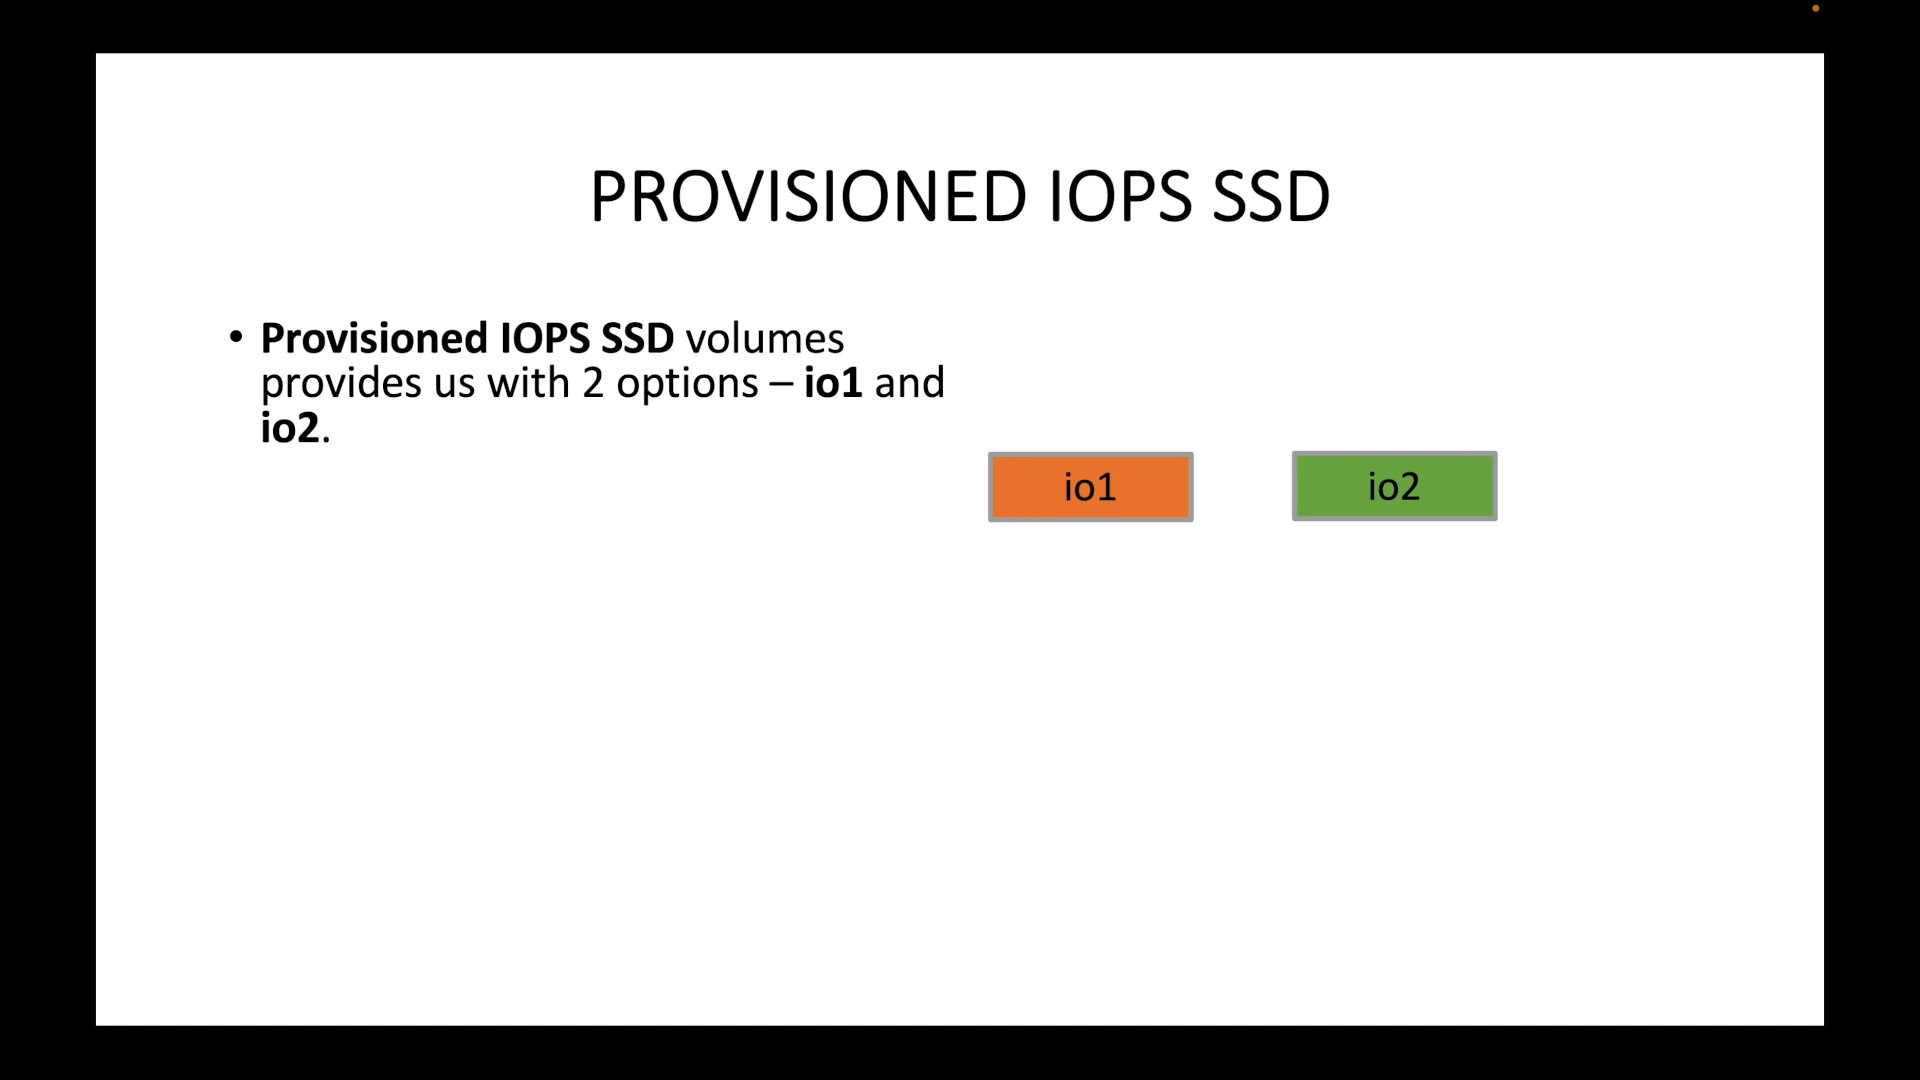 PROVISIONED IOPS SSD
• Provisioned IOPS SSD volumes
provides us with 2 options – io1 and
io2.
io1
io2